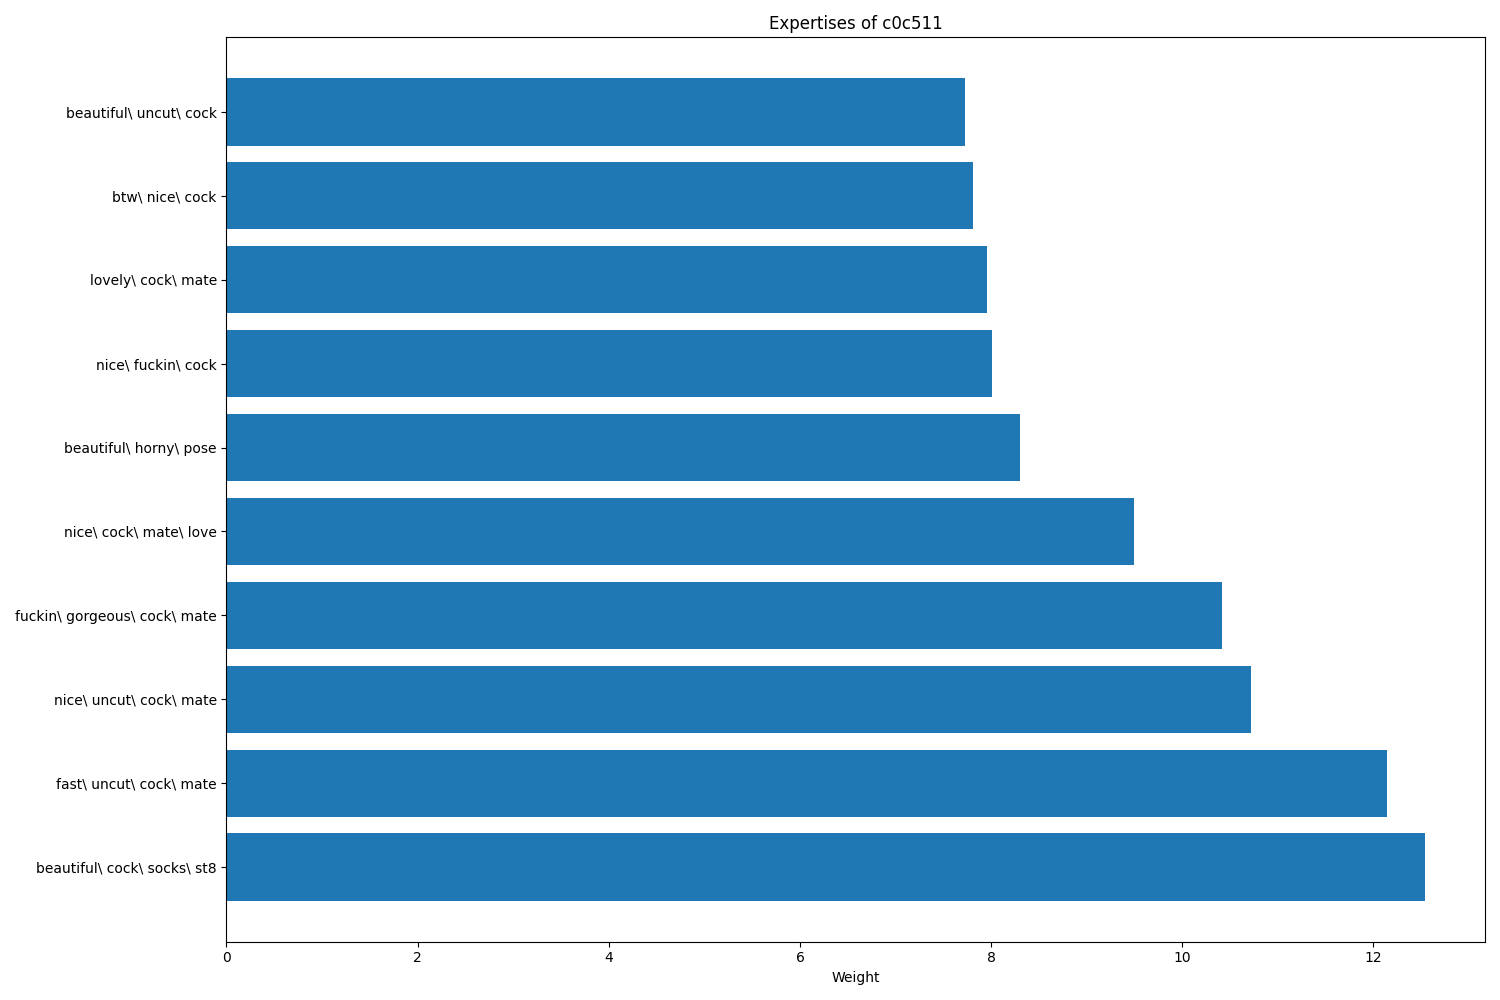 Expertises of c0c511
beautiful\ uncut\ cock
btw\ nice\ cock
lovely\ cock\ mate
nice\ fuckin\ cock
beautiful\ horny\ pose
nice\ cock\ mate\ love
fuckin\ gorgeous\ cock\ mate
nice\ uncut\ cock\ mate
fast\ uncut\ cock\ mate
beautiful\ cock\ socks\ st8
0 2 4 6 8 10 12
Weight